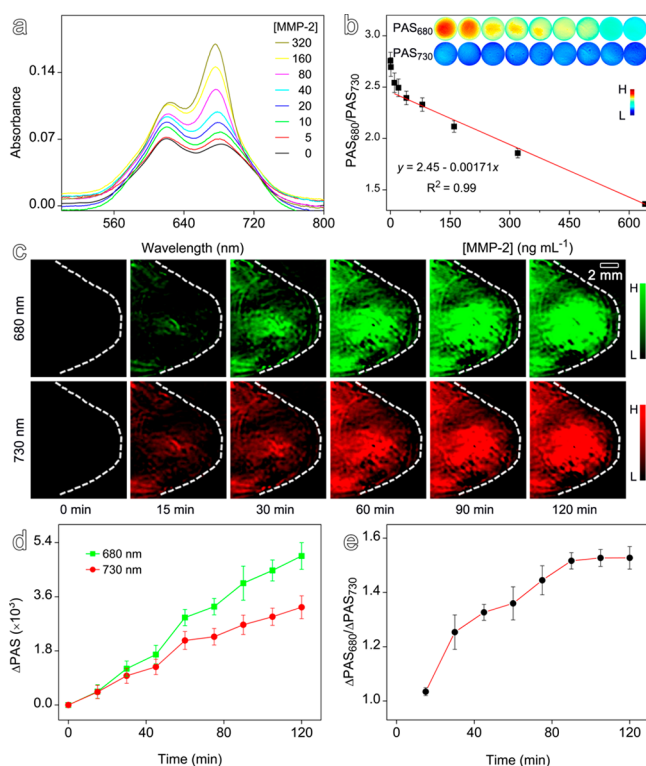 a
[MMP-2]
320
160
80
40
20
10
5
0
0.14
0.07
0.00
Absorbance
560
640
720
800
Wavelength (nm)
b
PAS680
PAS730
H
L
3.0
2.5
2.0
1.5
PAS680/PAS730
y = 2.45 - 0.00171x
R² = 0.99
0
150
300
450
600
[MMP-2] (ng mL⁻¹)
c
2 mm
680 nm
H
L
730 nm
H
L
0 min
15 min
30 min
60 min
90 min
120 min
d
680 nm
730 nm
5.4
3.6
1.8
0.0
ΔPAS (×10⁻³)
0
40
80
120
Time (min)
e
1.6
1.4
1.2
1.0
ΔPAS680/ΔPAS730
0
40
80
120
Time (min)